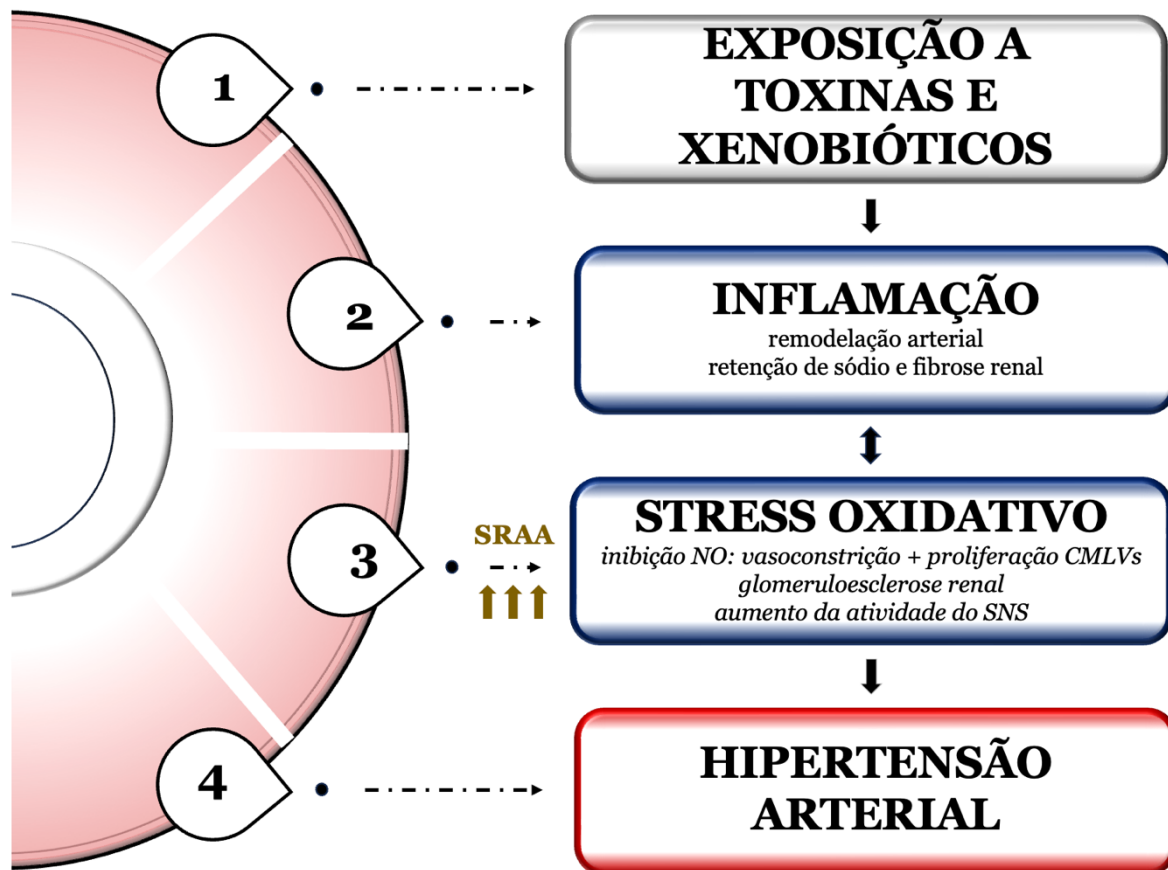 1
EXPOSIÇÃO A
TOXINAS E
XENOBIÓTICOS
2
INFLAMAÇÃO
remodelação arterial
retenção de sódio e fibrose renal
3
SRAA
STRESS OXIDATIVO
inibição NO: vasoconstrição + proliferação CMLVs
glomeruloesclerose renal
aumento da atividade do SNS
4
HIPERTENSÃO
ARTERIAL